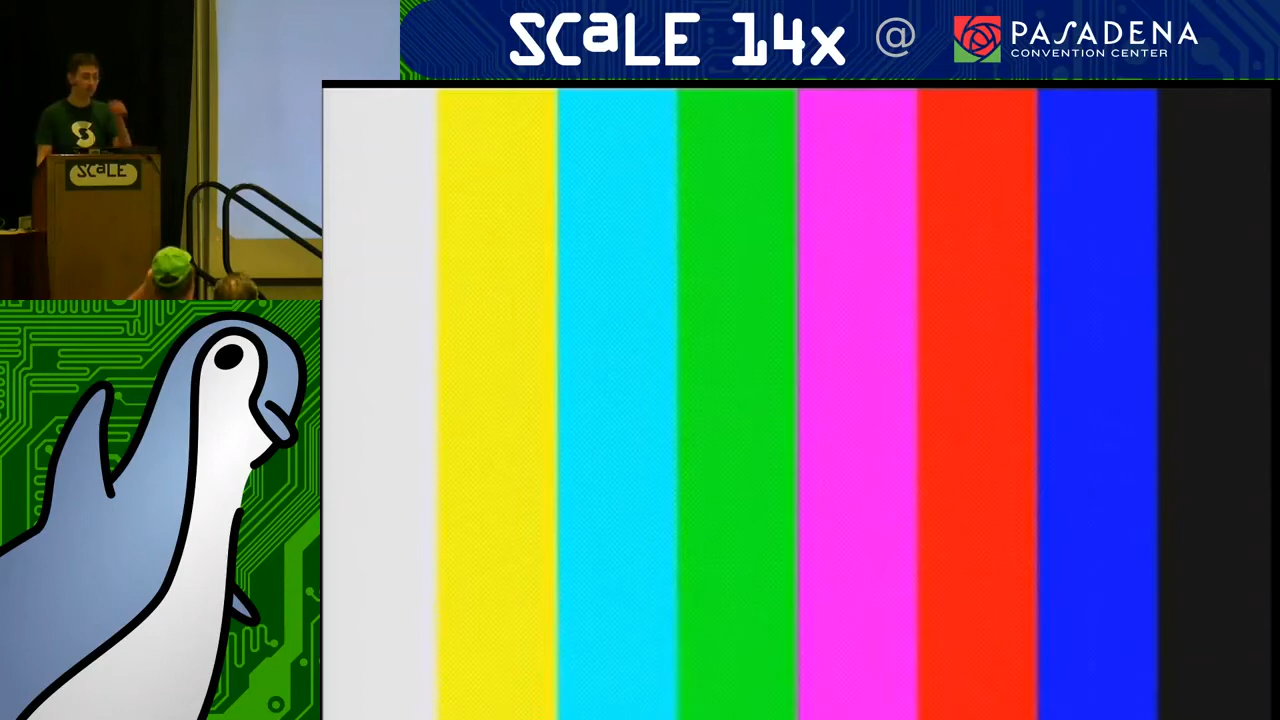 SCaLE 14x @ PASADENA
CONVENTION CENTER
S
SCaLE